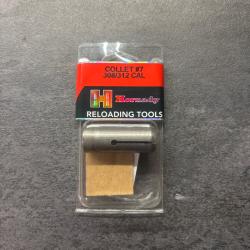 COLLET #7
308/312 CAL
H
Hornady
RELOADING TOOLS